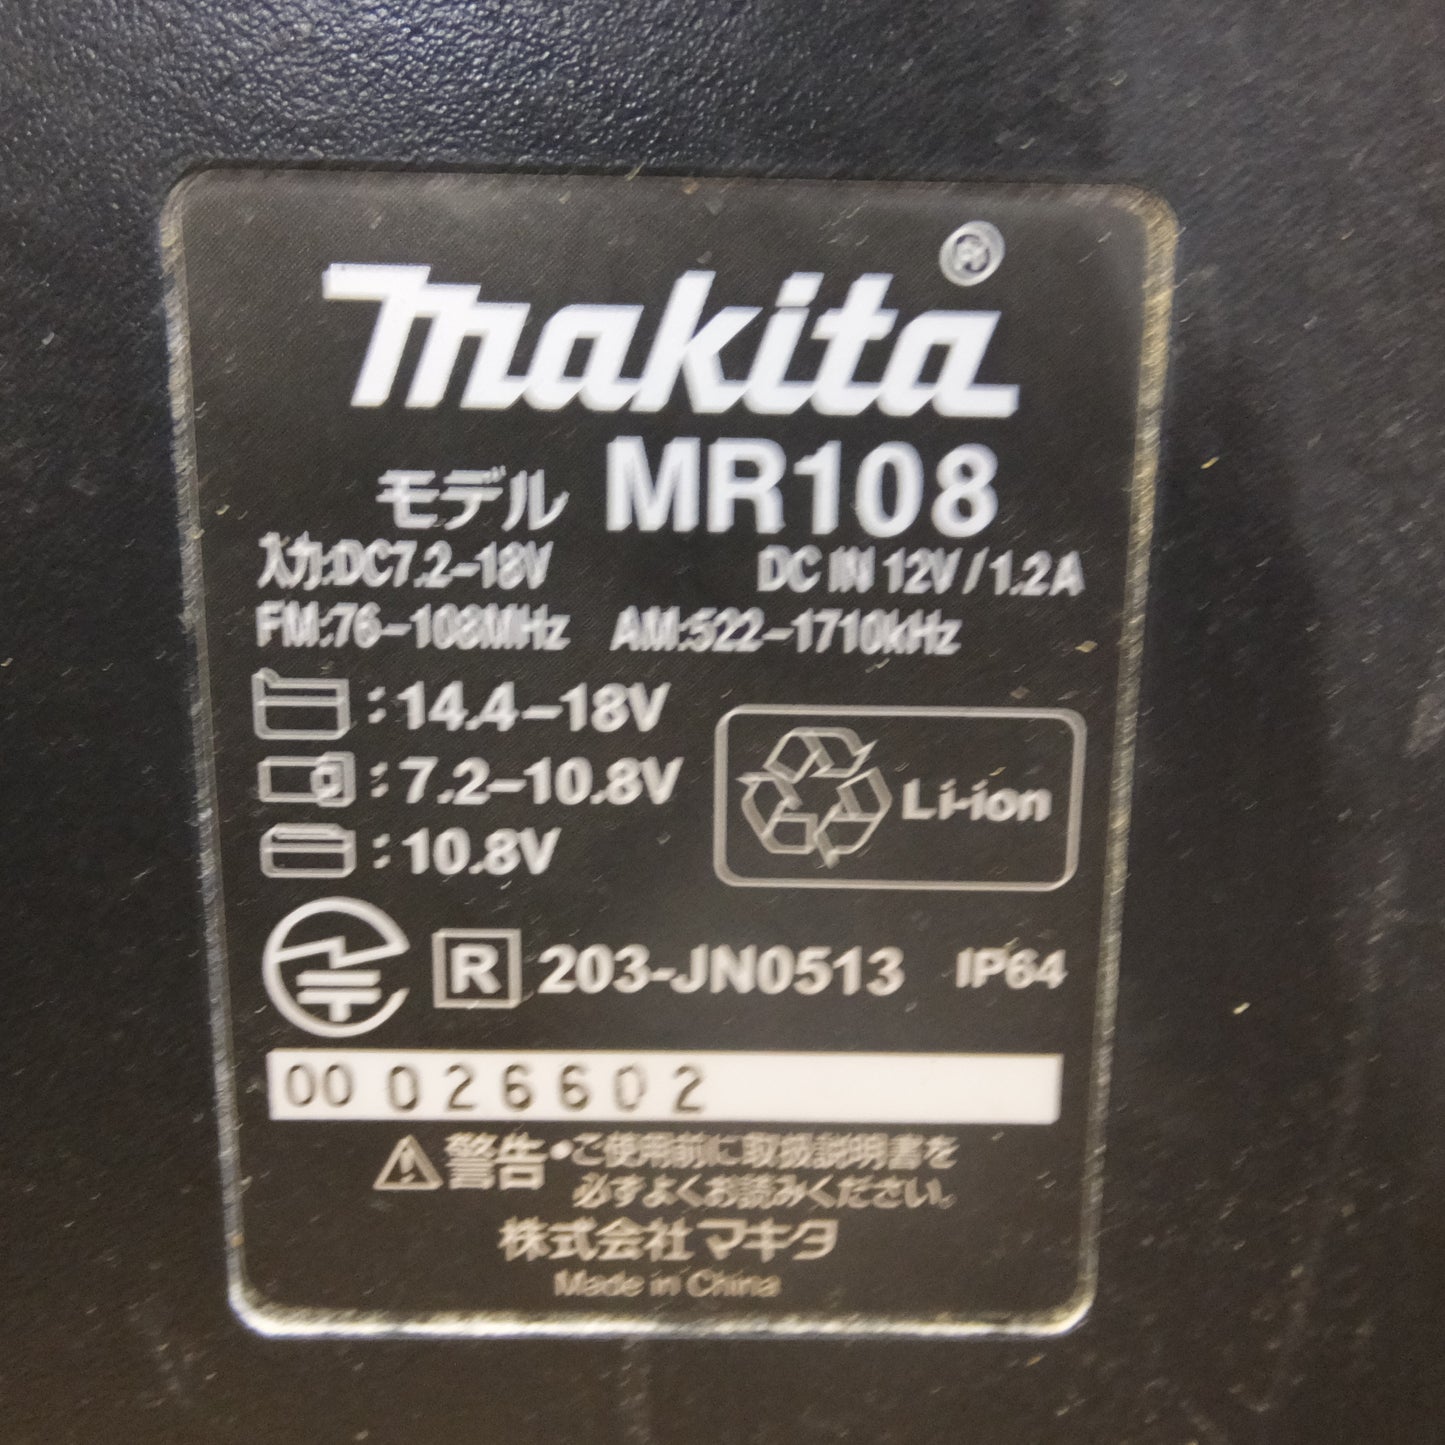 makita®
モデル MR108
入力:DC7.2-18V DC IN 12V/1.2A
FM:76-108MHz AM:522-1710kHz
:14.4-18V
:7.2-10.8V
:10.8V
Li-ion
R 203-JN0513 IP64
00 026602
警告・ご使用前に取扱説明書を
必ずよくお読みください。
株式会社マキタ
Made in China